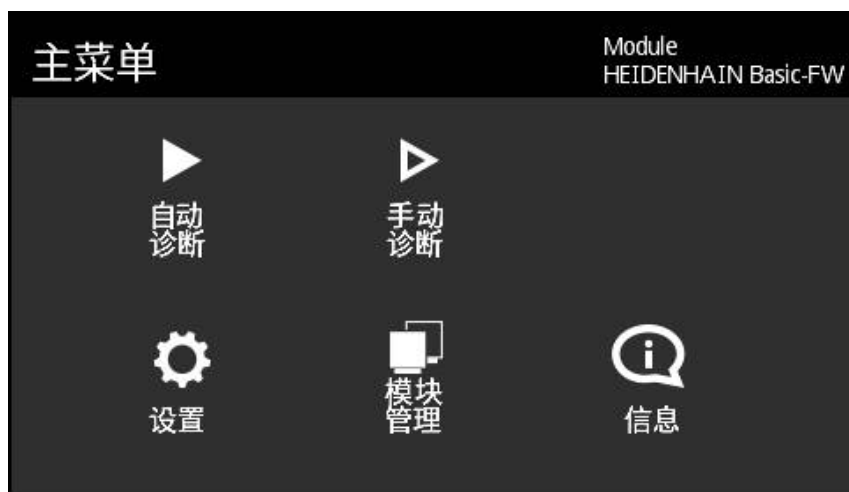 主菜单
Module
HEIDENHAIN Basic-FW
自动
诊断
手动
诊断
设置
模块
管理
信息